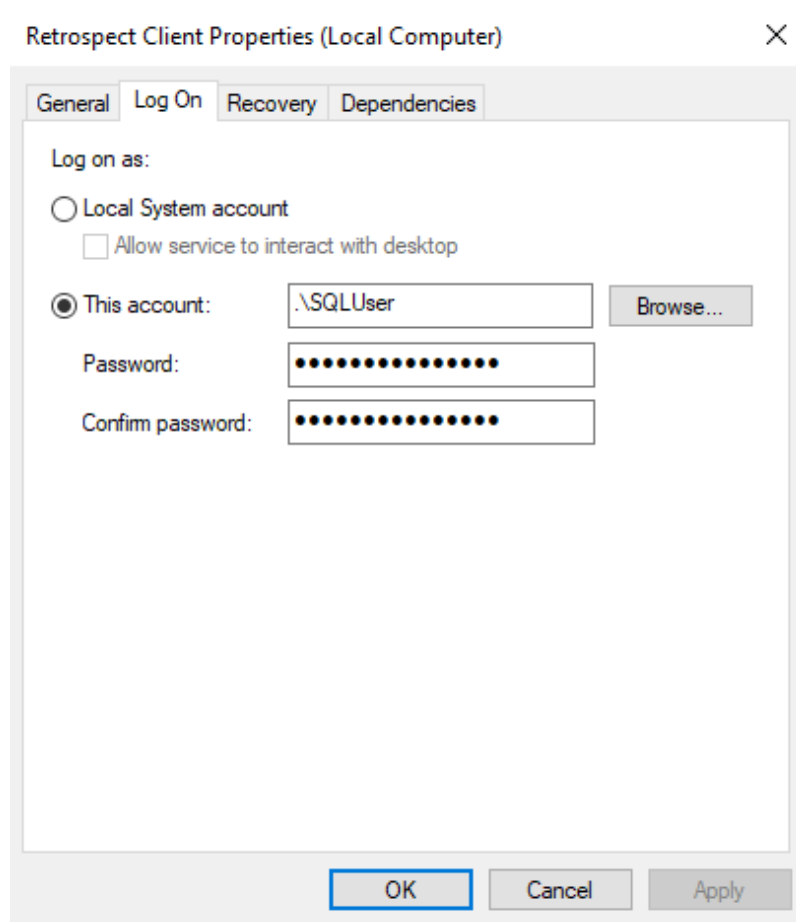 Retrospect Client Properties (Local Computer)
General Log On Recovery Dependencies
Log on as:
Local System account
Allow service to interact with desktop
This account: .\SQLUser Browse...
Password: •••••••••••••••
Confirm password: •••••••••••••••
OK Cancel Apply